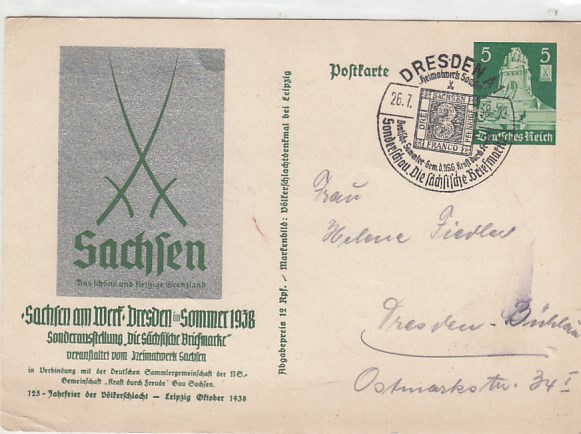 Sachsen
Das schöne und fleißige Grenzland
Sachsen am Werk · Dresden im Sommer 1938
Sonderausstellung „Die Sächsische Briefmarke"
veranstaltet vom Heimatwerk Sachsen
in Verbindung mit der Deutschen Sammlergemeinschaft der NS.-
Gemeinschaft „Kraft durch Freude" Gau Sachsen.
125-Jahrfeier der Völkerschlacht — Leipzig Oktober 1938
Abgabepreis 12 Rpf. - Markenbild: Völkerschlachtdenkmal bei Leipzig
Postkarte
DRESDEN A
Heimatwerk Sachsen
26.7.
SACHSEN
3
FRANCO
Sonderschau Die sächsische Briefmarke
5 5
Deutsches Reich
Frau
Helene Fiedler
Dresden-Bühlau
Ostmarkstr. 34 I